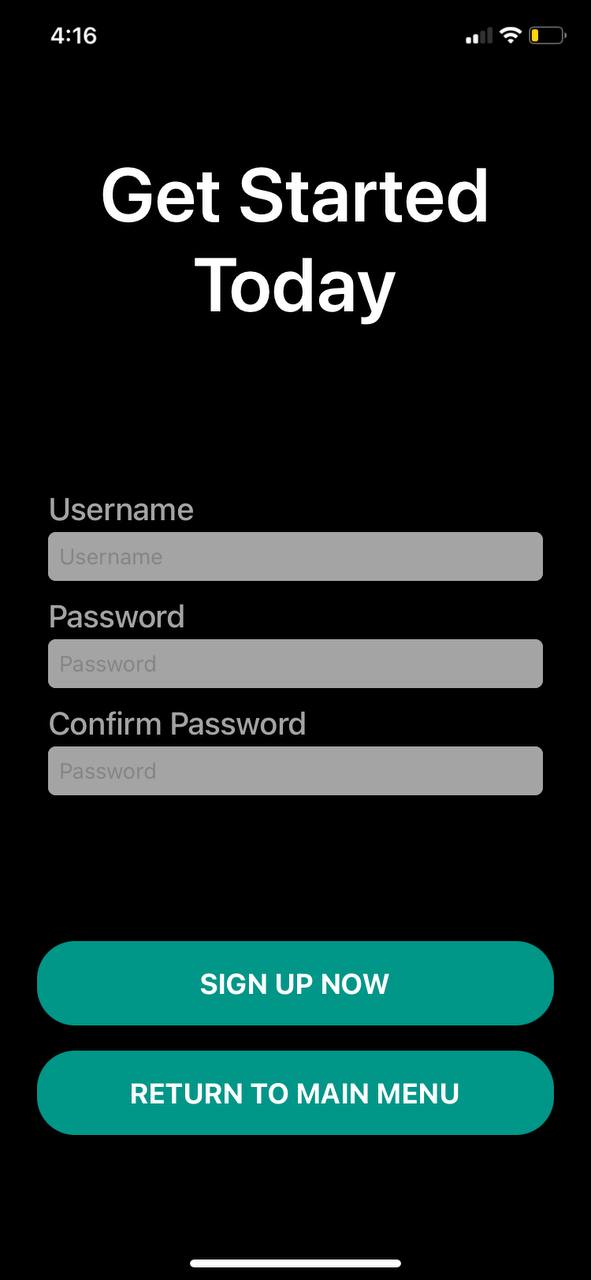 4:16
Get Started
Today
Username
Username
Password
Password
Confirm Password
Password
SIGN UP NOW
RETURN TO MAIN MENU